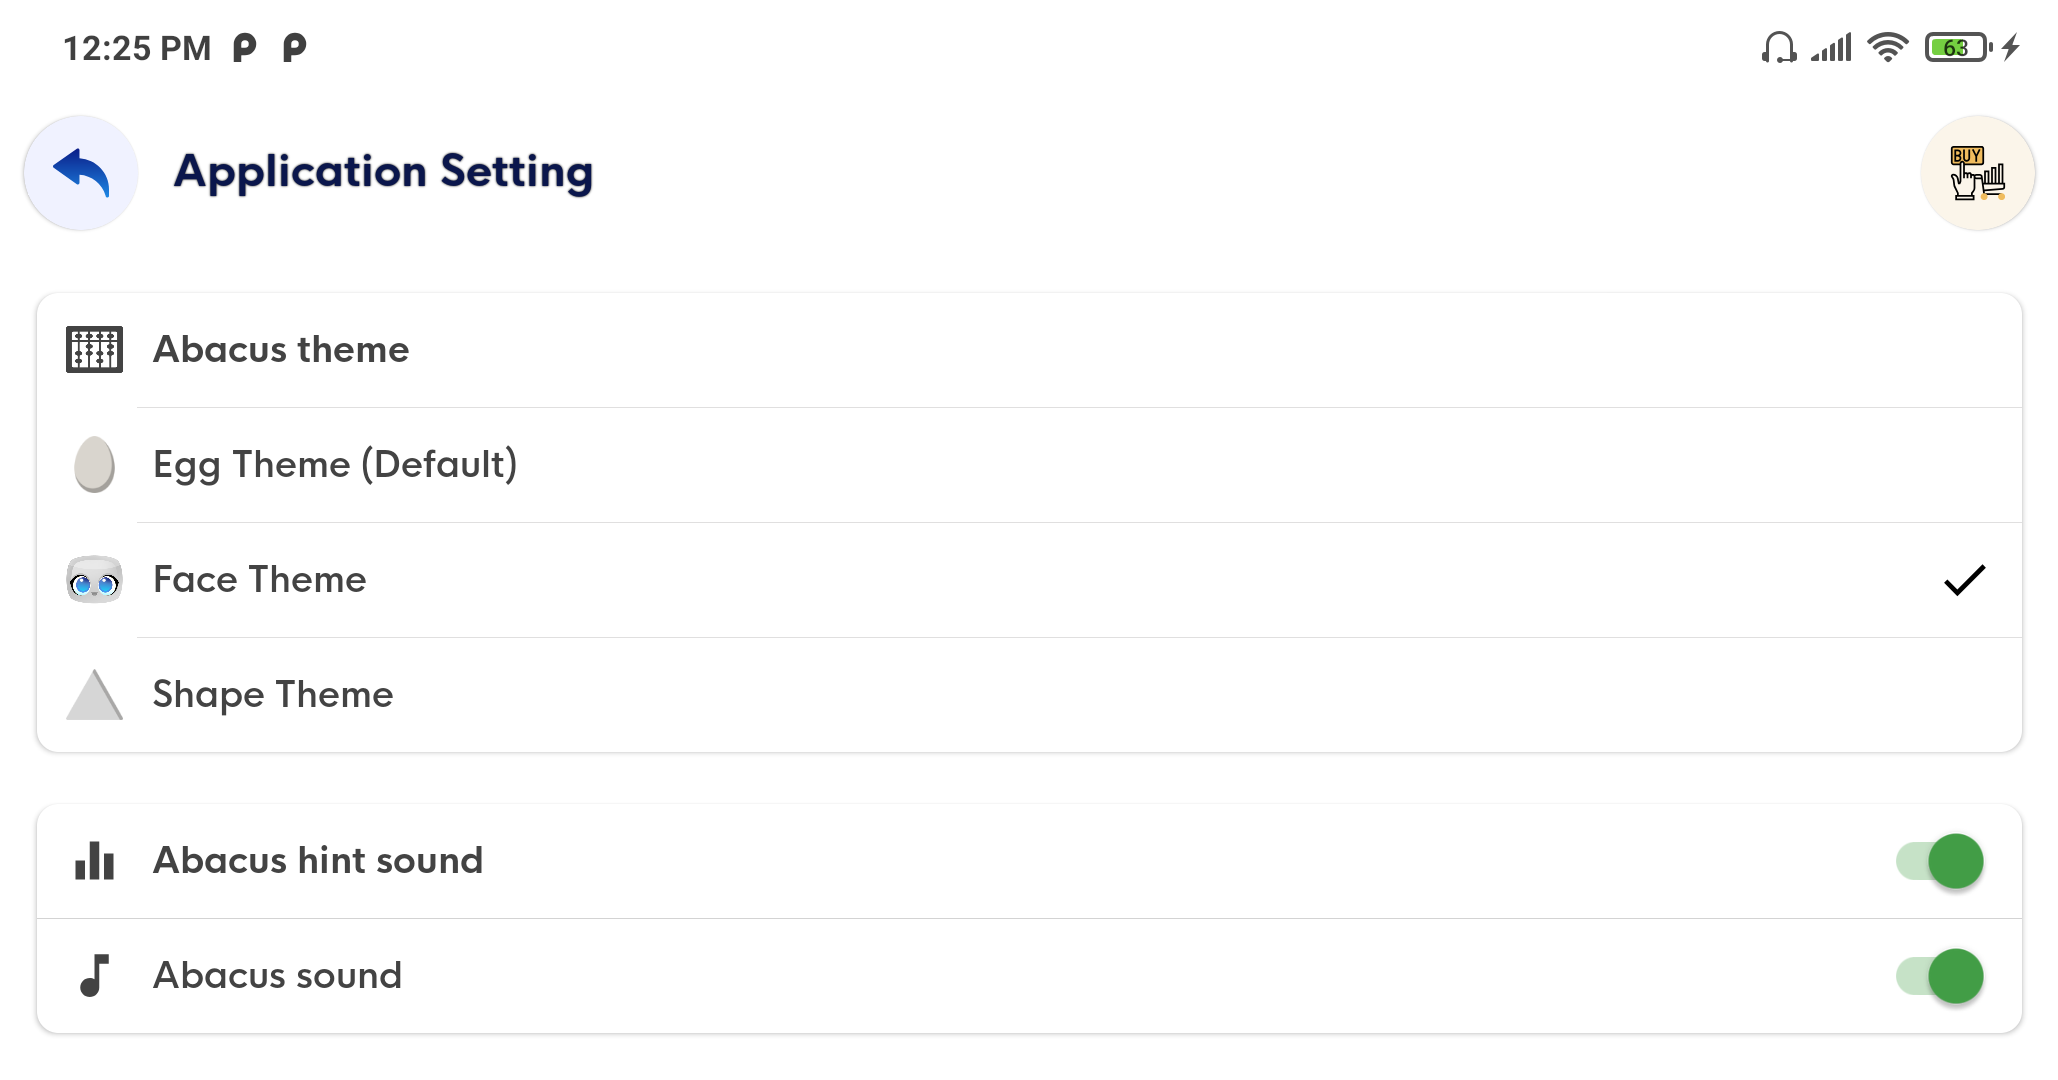 12:25 PM
63
Application Setting
BUY
Abacus theme
Egg Theme (Default)
Face Theme
Shape Theme
Abacus hint sound
Abacus sound